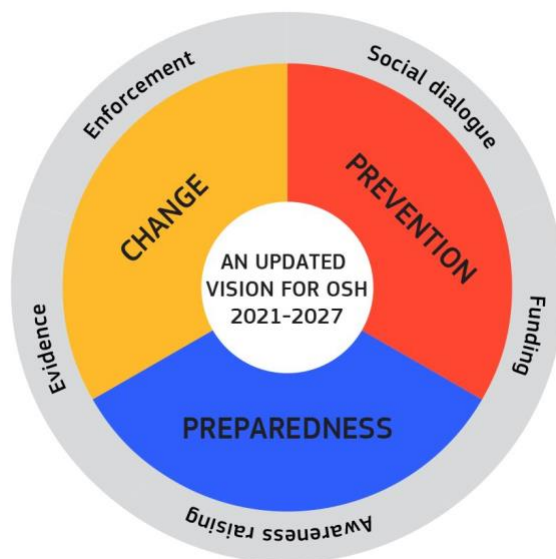 Enforcement
Social dialogue
CHANGE
PREVENTION
AN UPDATED
VISION FOR OSH
2021-2027
Evidence
Funding
PREPAREDNESS
Awareness raising